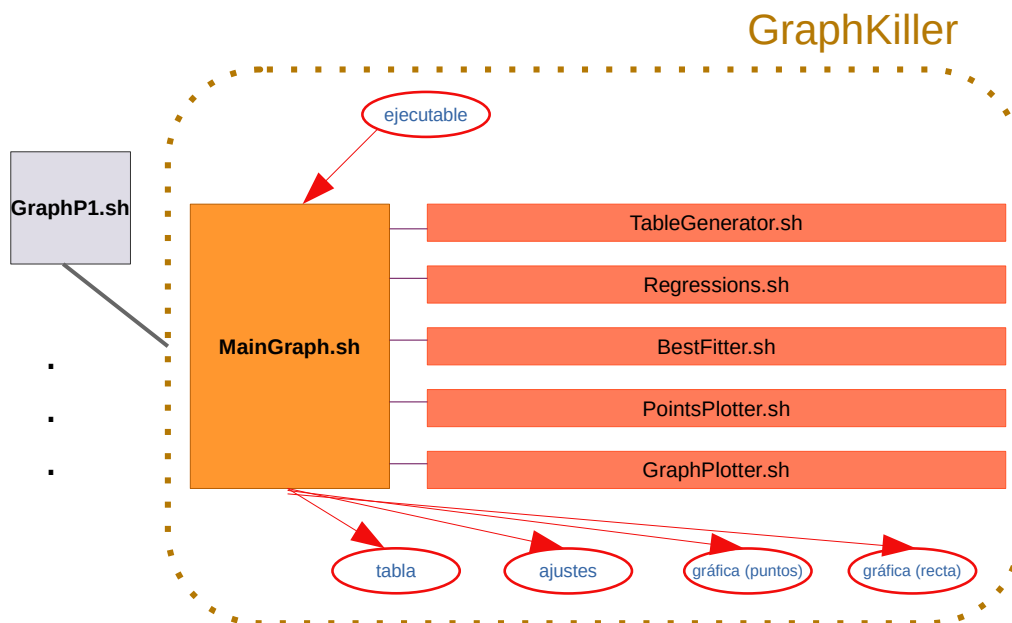 GraphKiller
ejecutable
GraphP1.sh
TableGenerator.sh
Regressions.sh
MainGraph.sh
BestFitter.sh
PointsPlotter.sh
GraphPlotter.sh
.
.
.
tabla
ajustes
gráfica (puntos)
gráfica (recta)